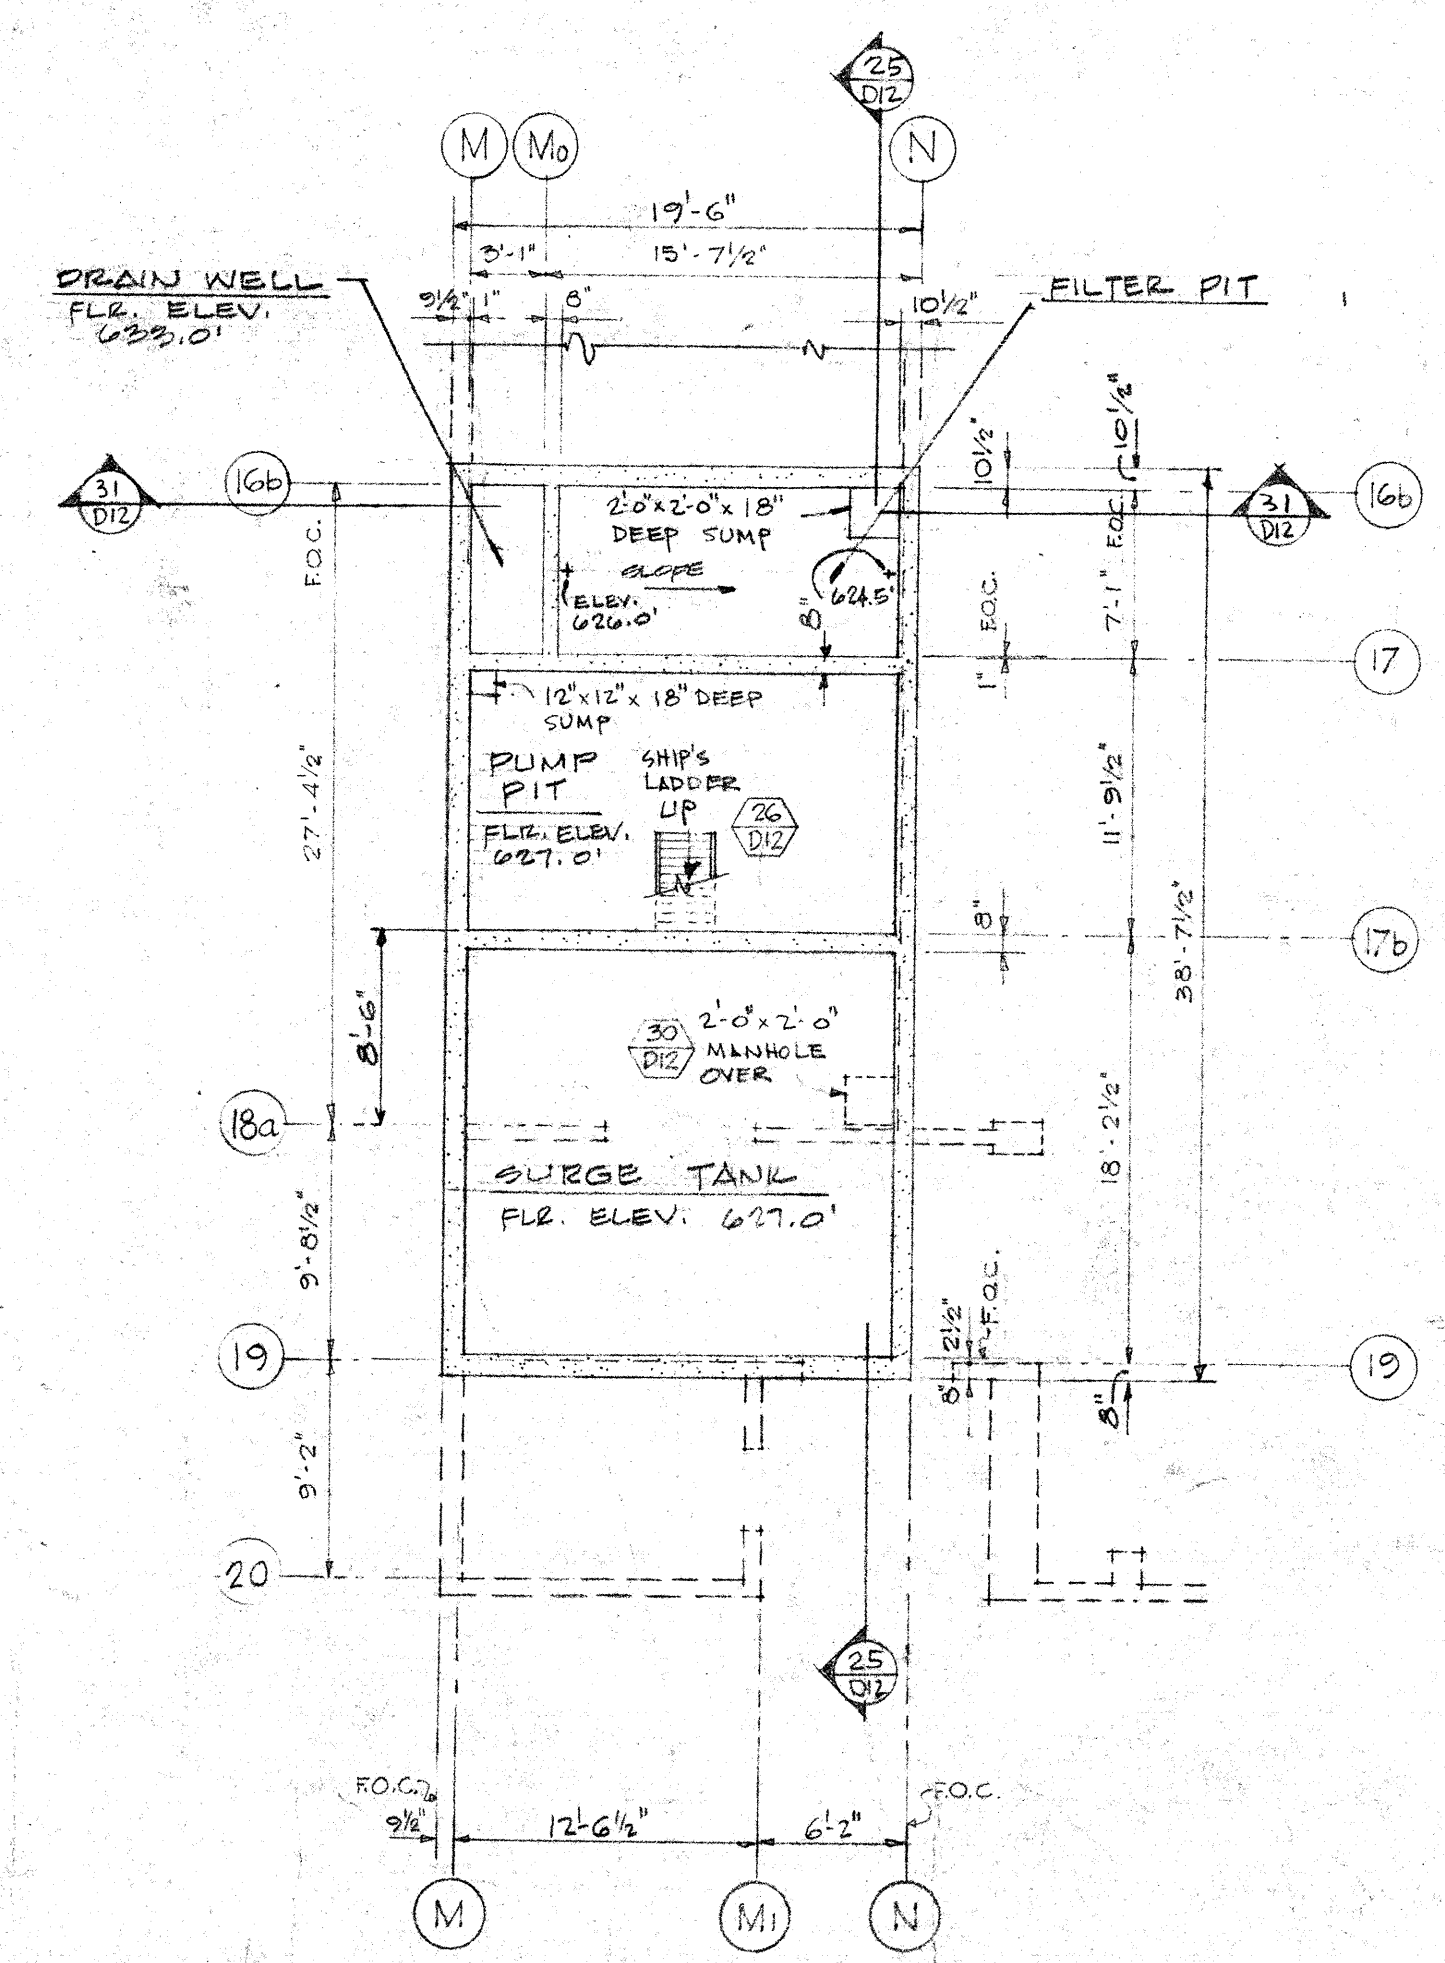 25
D12
M
Mo
N
19'-6"
3'-1"
15'-7½"
DRAIN WELL
FLR. ELEV.
633.0'
FILTER PIT
9½"
1"
8"
10½"
10½"
10½"
31
D12
16b
16b
31
D12
F.O.C.
2'-0"x2'-0"x 18"
DEEP SUMP
SLOPE
ELEV.
626.0'
624.5'
8"
F.O.C.
7'-1"
F.O.C.
17
1"
12"x12"x 18" DEEP
SUMP
PUMP
PIT
FLR. ELEV.
627.0'
SHIP'S
LADDER
UP
26
D12
27'-4½"
11'-9½"
8"
38'-7½"
17b
8'-6"
30
D12
2'-0"x 2'-0"
MANHOLE
OVER
18a
18'-2½"
SURGE TANK
FLR. ELEV. 627.0'
9'-8½"
F.O.C.
2½"
19
19
8"
8"
9'-2"
20
25
D12
F.O.C.
F.O.C.
9½"
12'-6½"
6'-2"
M
M1
N